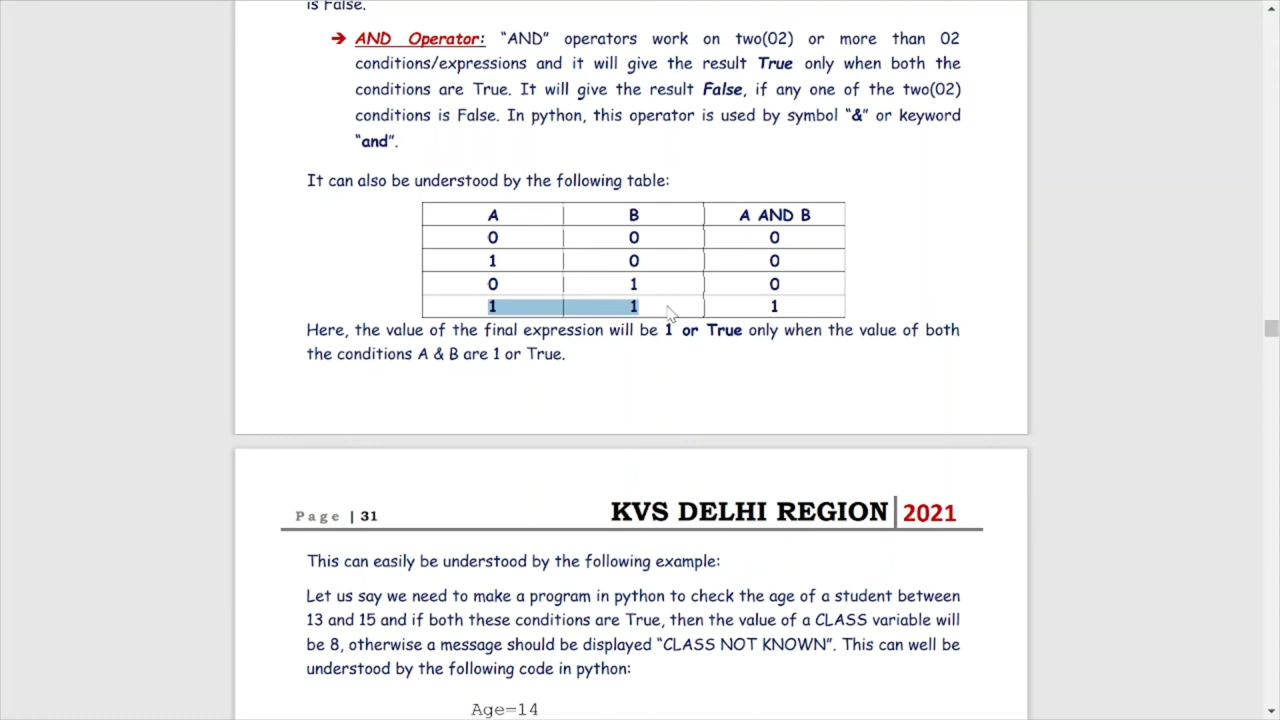 is False.
➔ AND Operator: “AND” operators work on two(02) or more than 02
conditions/expressions and it will give the result True only when both the
conditions are True. It will give the result False, if any one of the two(02)
conditions is False. In python, this operator is used by symbol “&” or keyword
“and”.
It can also be understood by the following table:
A B A AND B
0 0 0
1 0 0
0 1 0
1 1 1
Here, the value of the final expression will be 1 or True only when the value of both
the conditions A & B are 1 or True.
Page | 31 KVS DELHI REGION 2021
This can easily be understood by the following example:
Let us say we need to make a program in python to check the age of a student between
13 and 15 and if both these conditions are True, then the value of a CLASS variable will
be 8, otherwise a message should be displayed “CLASS NOT KNOWN”. This can well be
understood by the following code in python:
Age=14